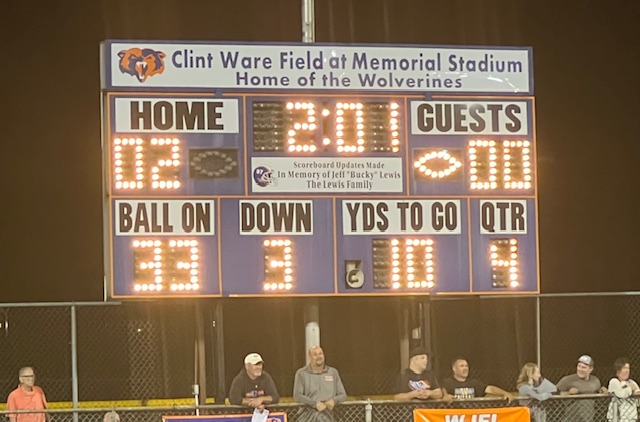 Clint Ware Field at Memorial Stadium
Home of the Wolverines
HOME
2:01
GUESTS
02
00
Scoreboard Updates Made
In Memory of Jeff "Bucky" Lewis
The Lewis Family
BALL ON
DOWN
YDS TO GO
QTR
33
3
10
4